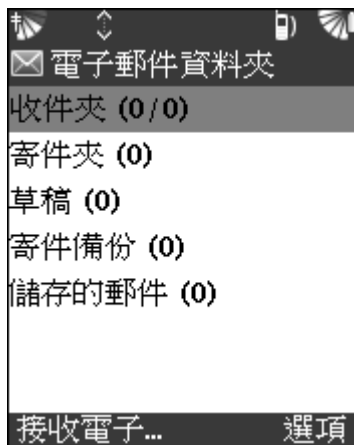 電子郵件資料夾
收件夾 (0/0)
寄件夾 (0)
草稿 (0)
寄件備份 (0)
儲存的郵件 (0)
接收電子... 選項